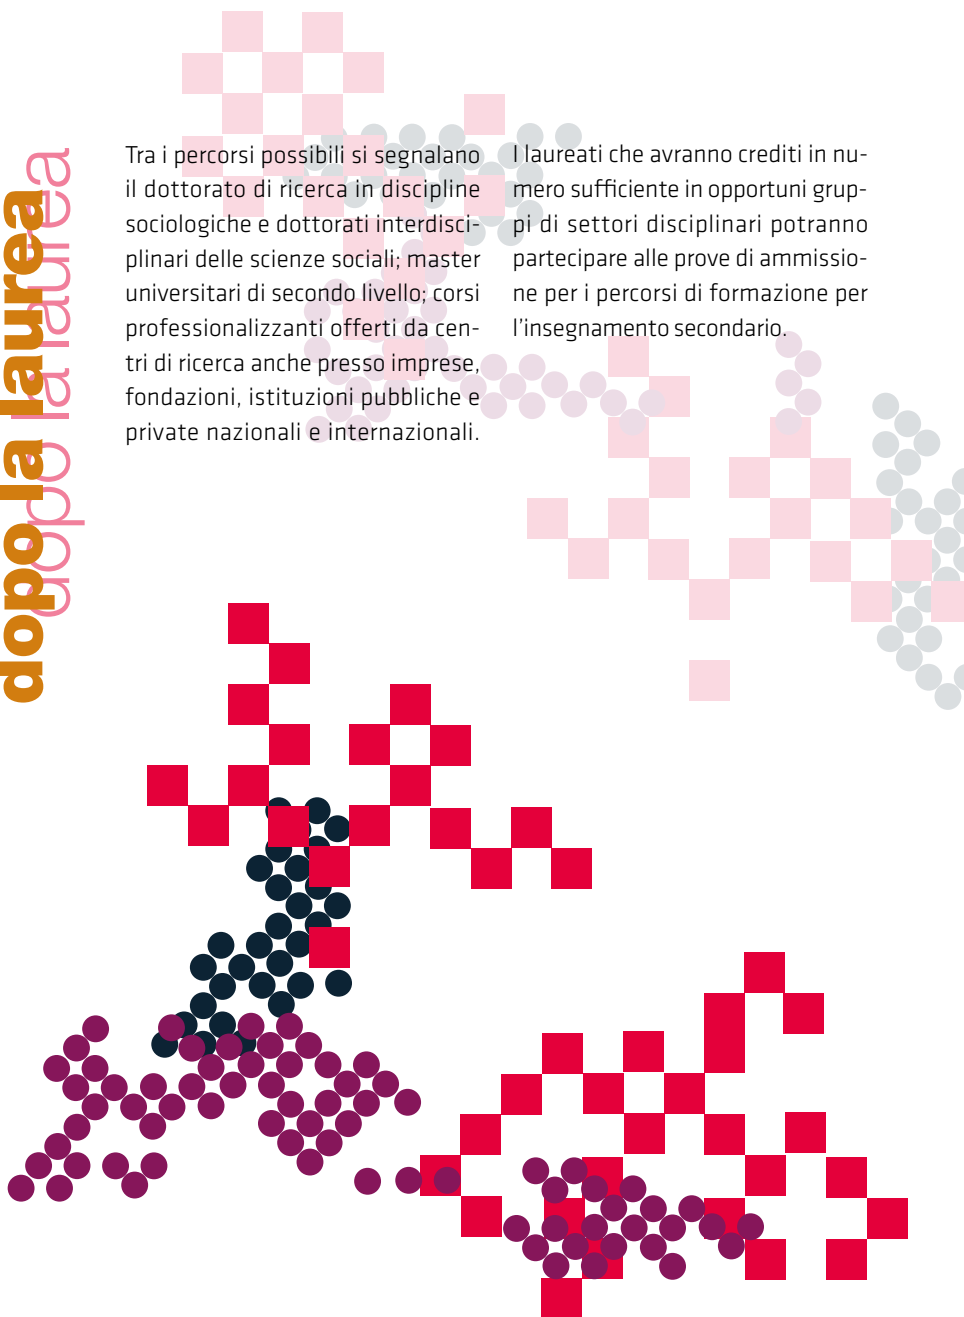 dopo la laurea
dopo la laurea
Tra i percorsi possibili si segnalano
il dottorato di ricerca in discipline
sociologiche e dottorati interdisci-
plinari delle scienze sociali; master
universitari di secondo livello; corsi
professionalizzanti offerti da cen-
tri di ricerca anche presso imprese,
fondazioni, istituzioni pubbliche e
private nazionali e internazionali.
I laureati che avranno crediti in nu-
mero sufficiente in opportuni grup-
pi di settori disciplinari potranno
partecipare alle prove di ammissio-
ne per i percorsi di formazione per
l'insegnamento secondario.